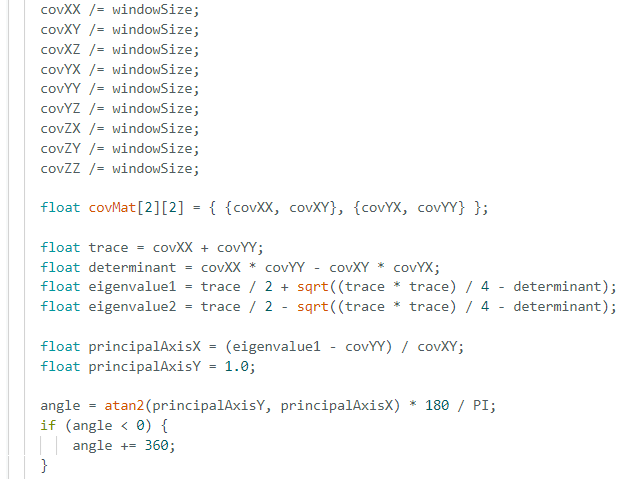 covXX /= windowSize;
covXY /= windowSize;
covXZ /= windowSize;
covYX /= windowSize;
covYY /= windowSize;
covYZ /= windowSize;
covZX /= windowSize;
covZY /= windowSize;
covZZ /= windowSize;
float covMat[2][2] = { {covXX, covXY}, {covYX, covYY} };
float trace = covXX + covYY;
float determinant = covXX * covYY - covXY * covYX;
float eigenvalue1 = trace / 2 + sqrt((trace * trace) / 4 - determinant);
float eigenvalue2 = trace / 2 - sqrt((trace * trace) / 4 - determinant);
float principalAxisX = (eigenvalue1 - covYY) / covXY;
float principalAxisY = 1.0;
angle = atan2(principalAxisY, principalAxisX) * 180 / PI;
if (angle < 0) {
angle += 360;
}